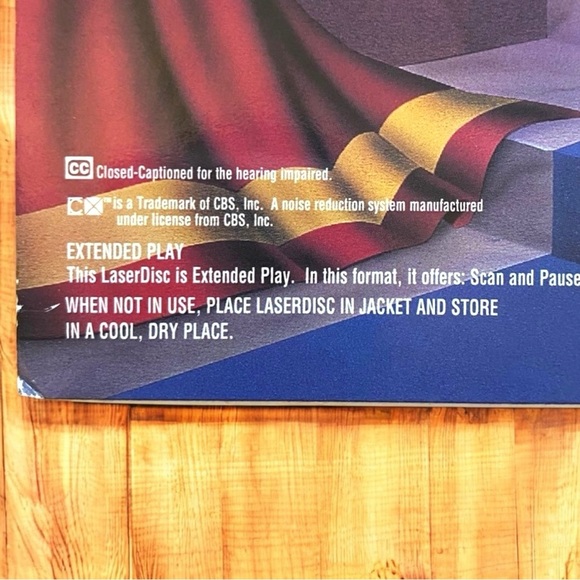 CC Closed-Captioned for the hearing impaired.
CX™ is a Trademark of CBS, Inc. A noise reduction system manufactured
under license from CBS, Inc.
EXTENDED PLAY
This LaserDisc is Extended Play. In this format, it offers: Scan and Pause
WHEN NOT IN USE, PLACE LASERDISC IN JACKET AND STORE
IN A COOL, DRY PLACE.